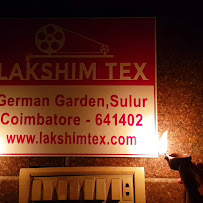 LAKSHIM TEX
German Garden,Sulur
Coimbatore - 641402
www.lakshimtex.com